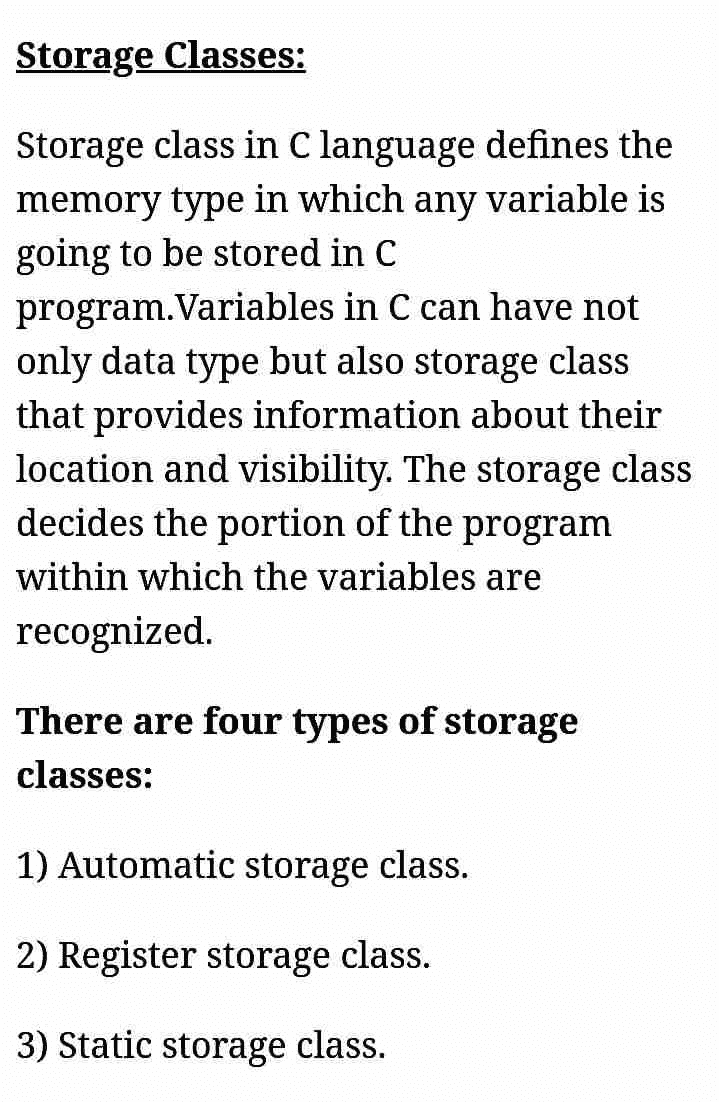 Storage Classes:
Storage class in C language defines the
memory type in which any variable is
going to be stored in C
program.Variables in C can have not
only data type but also storage class
that provides information about their
location and visibility. The storage class
decides the portion of the program
within which the variables are
recognized.
There are four types of storage
classes:
1) Automatic storage class.
2) Register storage class.
3) Static storage class.